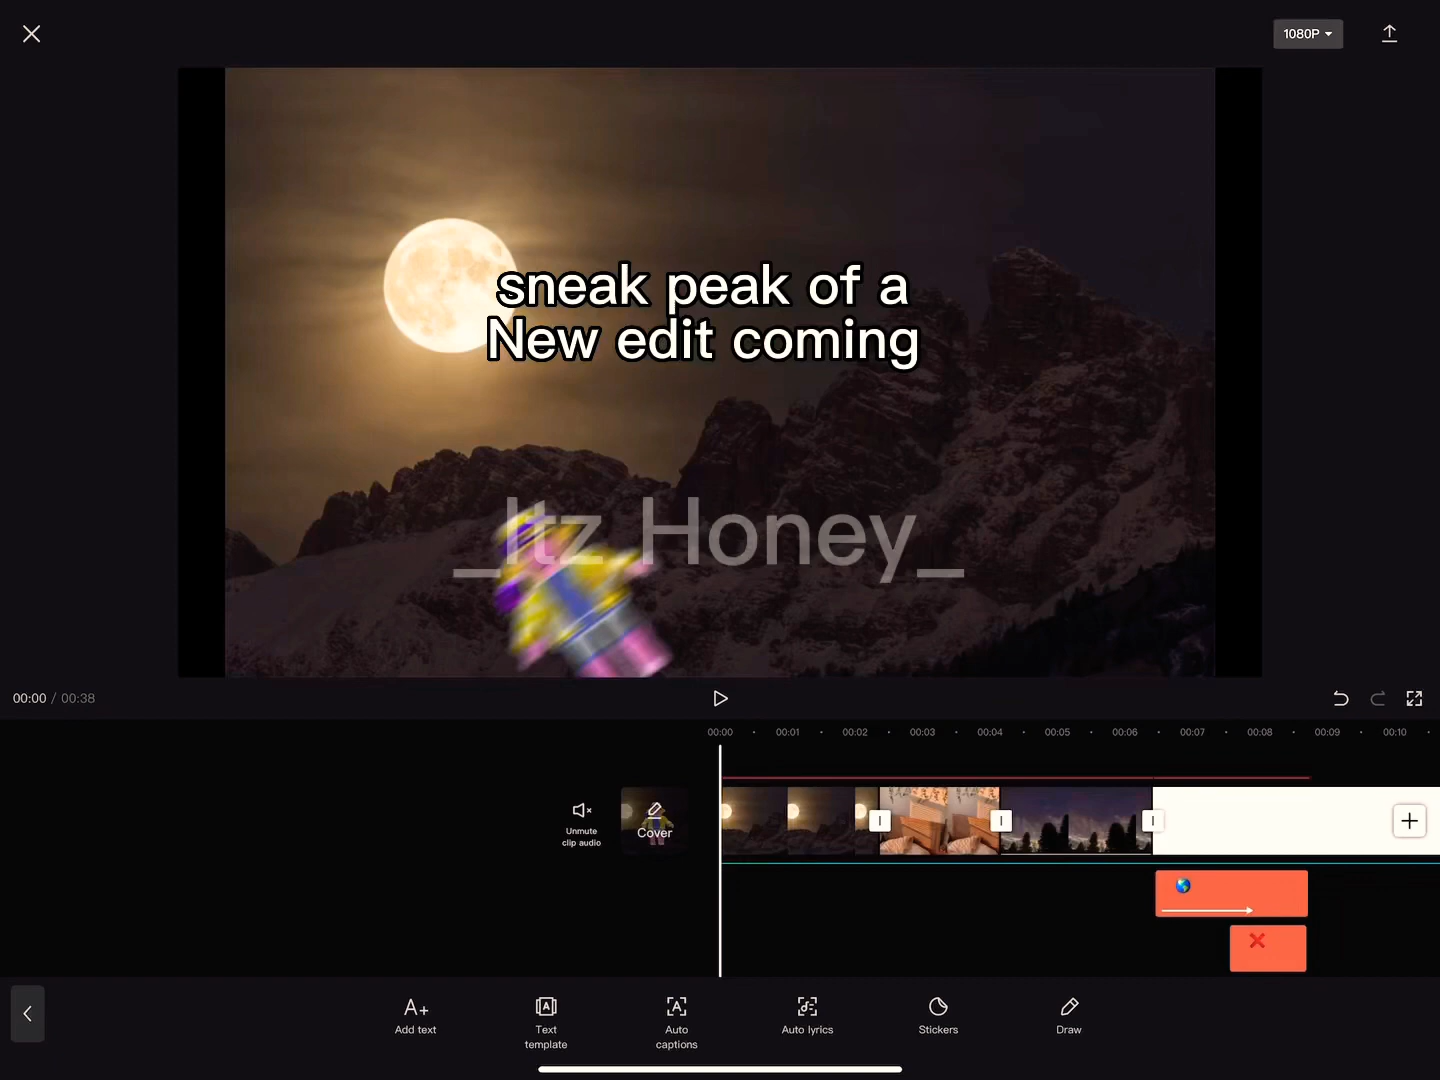 1080P
sneak peak of a
New edit coming
_Itz Honey_
00:00 / 00:38
00:00 00:01 00:02 00:03 00:04 00:05 00:06 00:07 00:08 00:09 00:10
Unmute
clip audio
Cover
Add text
Text
template
Auto
captions
Auto lyrics
Stickers
Draw